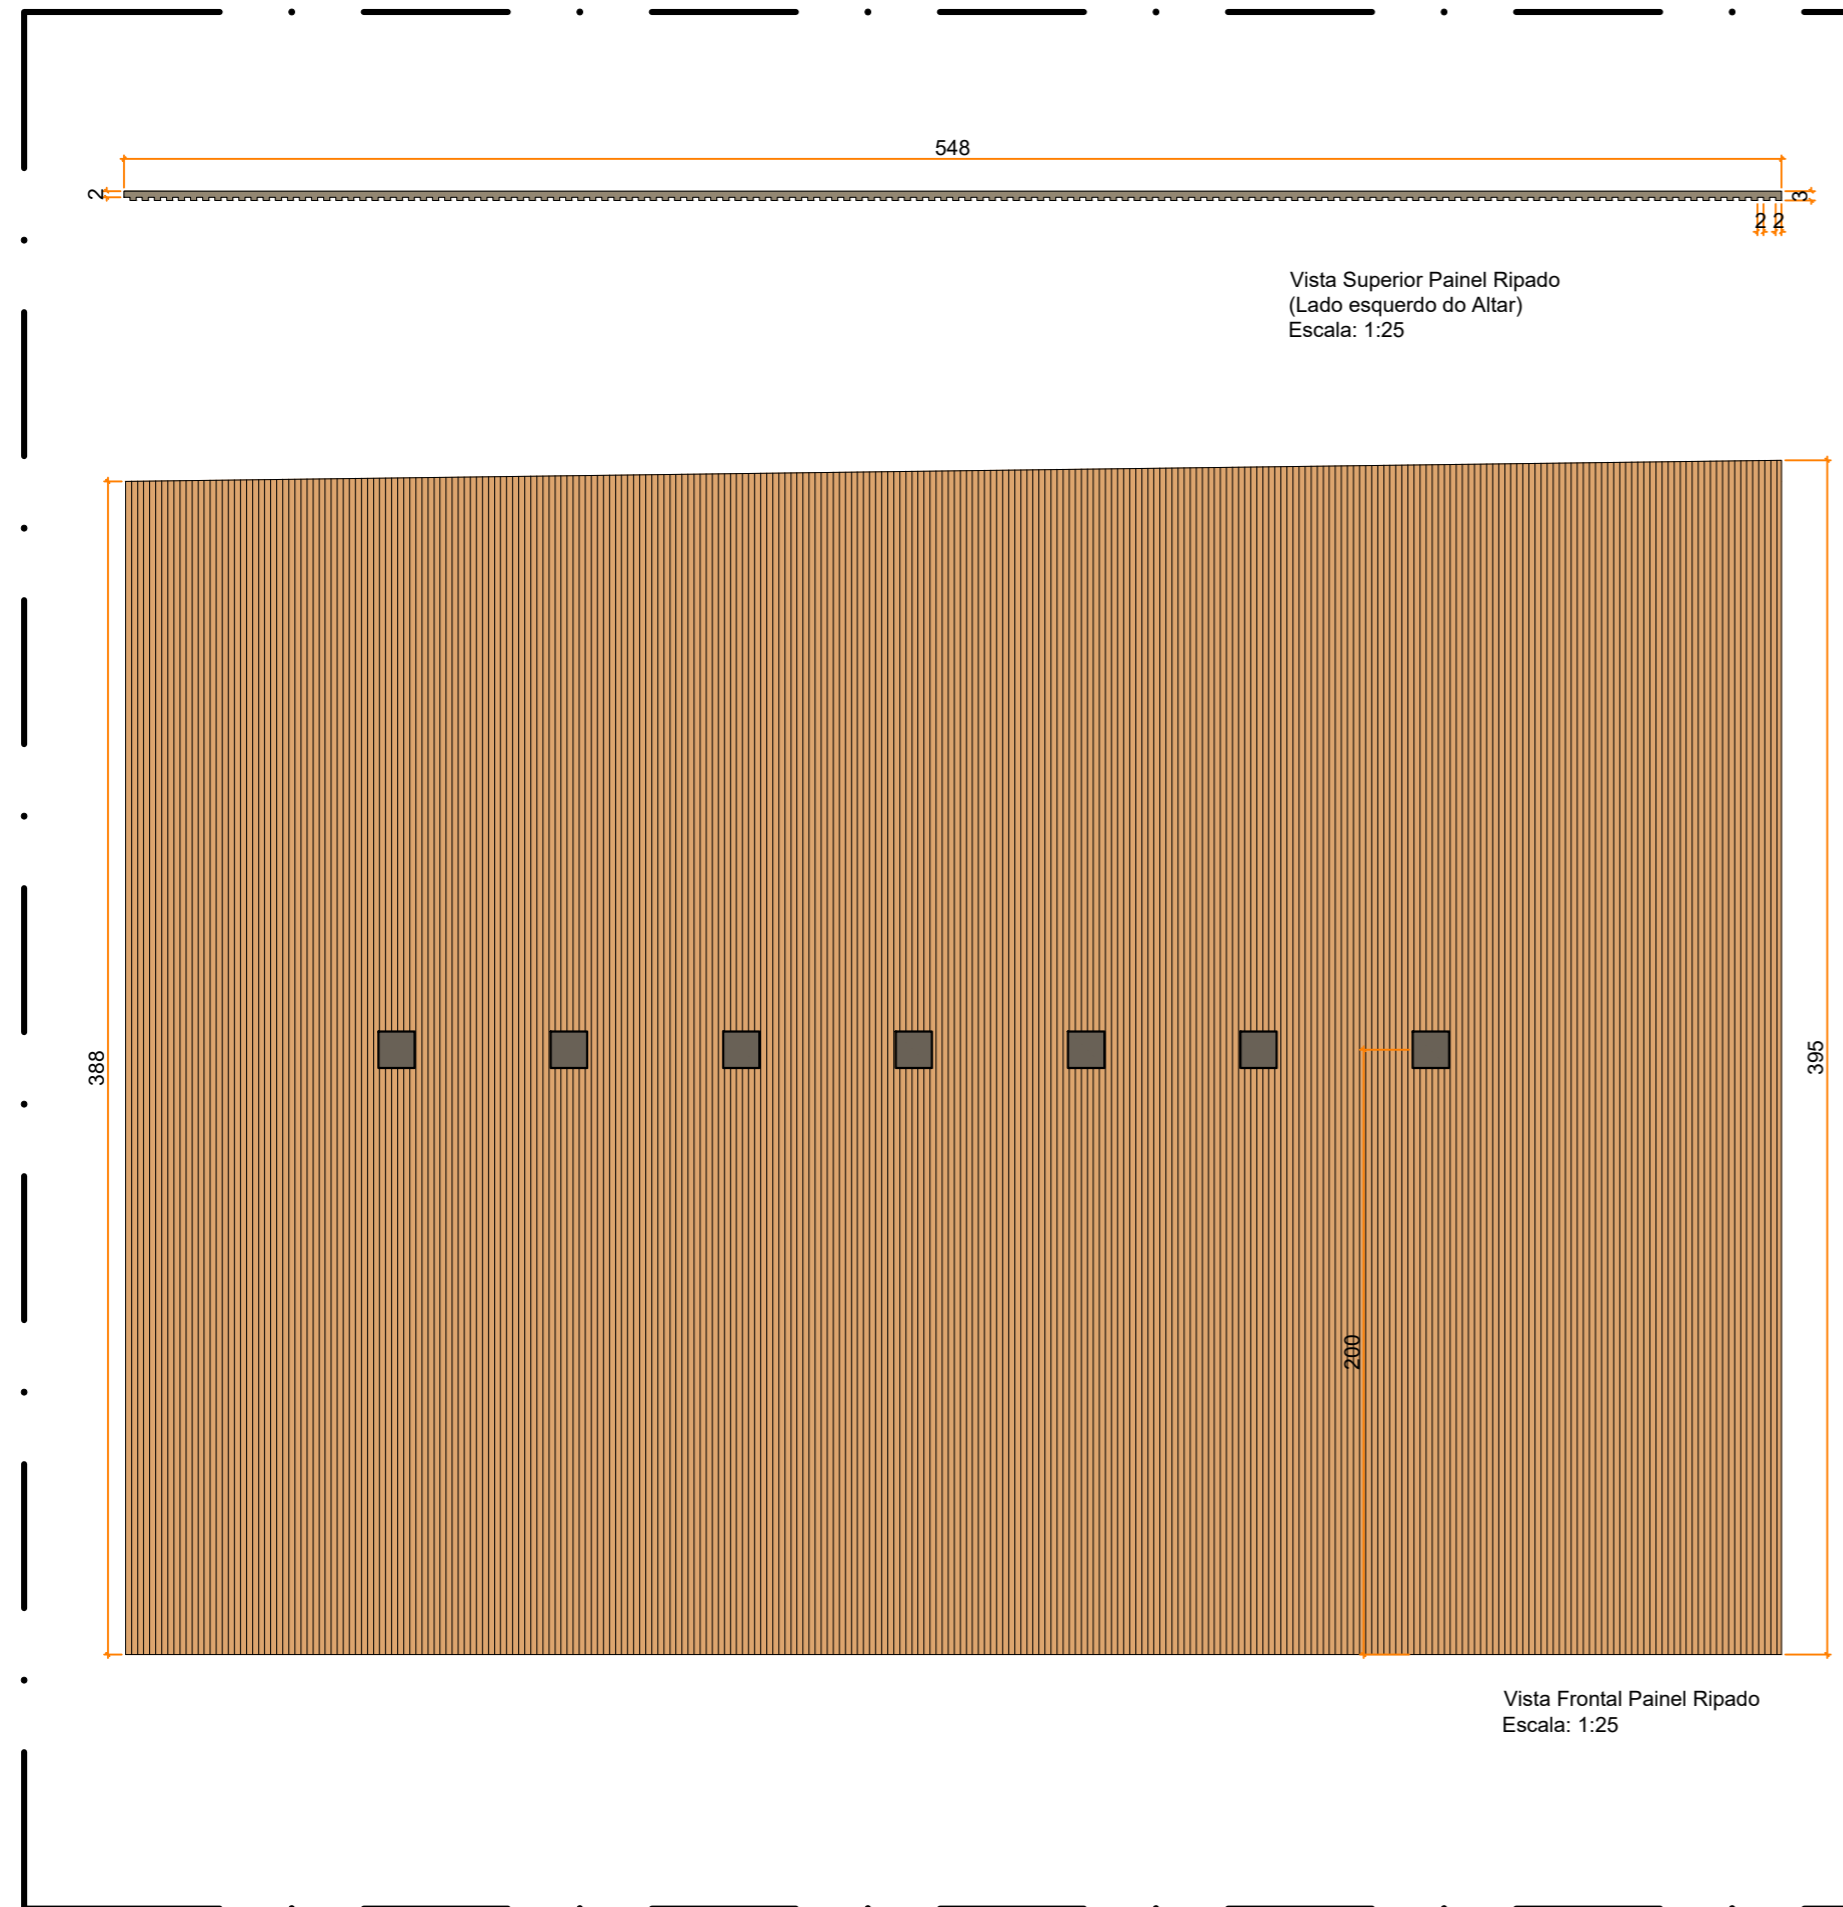 548
2
3
2 2
Vista Superior Painel Ripado
(Lado esquerdo do Altar)
Escala: 1:25
388
395
200
Vista Frontal Painel Ripado
Escala: 1:25